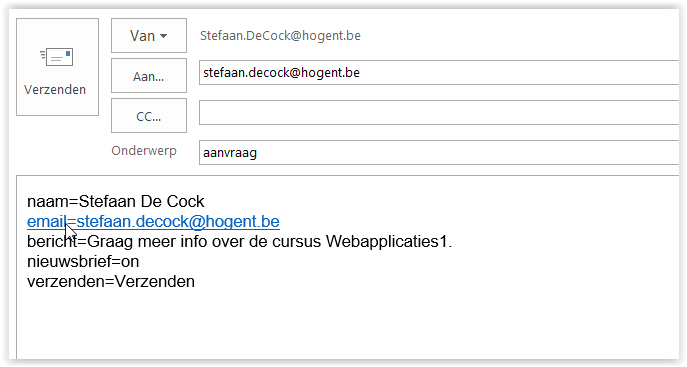 Van
Stefaan.DeCock@hogent.be
Verzenden
Aan...
stefaan.decock@hogent.be
CC...
Onderwerp
aanvraag
naam=Stefaan De Cock
email=stefaan.decock@hogent.be
bericht=Graag meer info over de cursus Webapplicaties1.
nieuwsbrief=on
verzenden=Verzenden